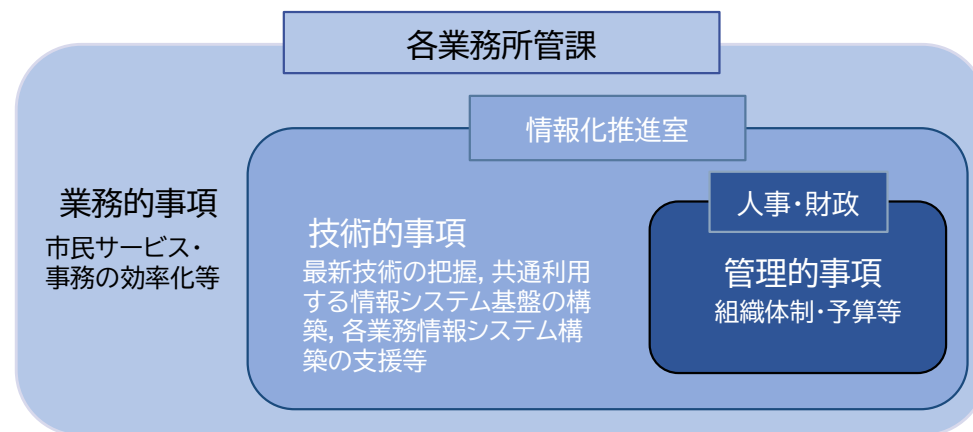 各業務所管課
情報化推進室
人事・財政
業務的事項
市民サービス・
事務の効率化等
技術的事項
最新技術の把握, 共通利用
する情報システム基盤の構
築, 各業務情報システム構
築の支援等
管理的事項
組織体制・予算等